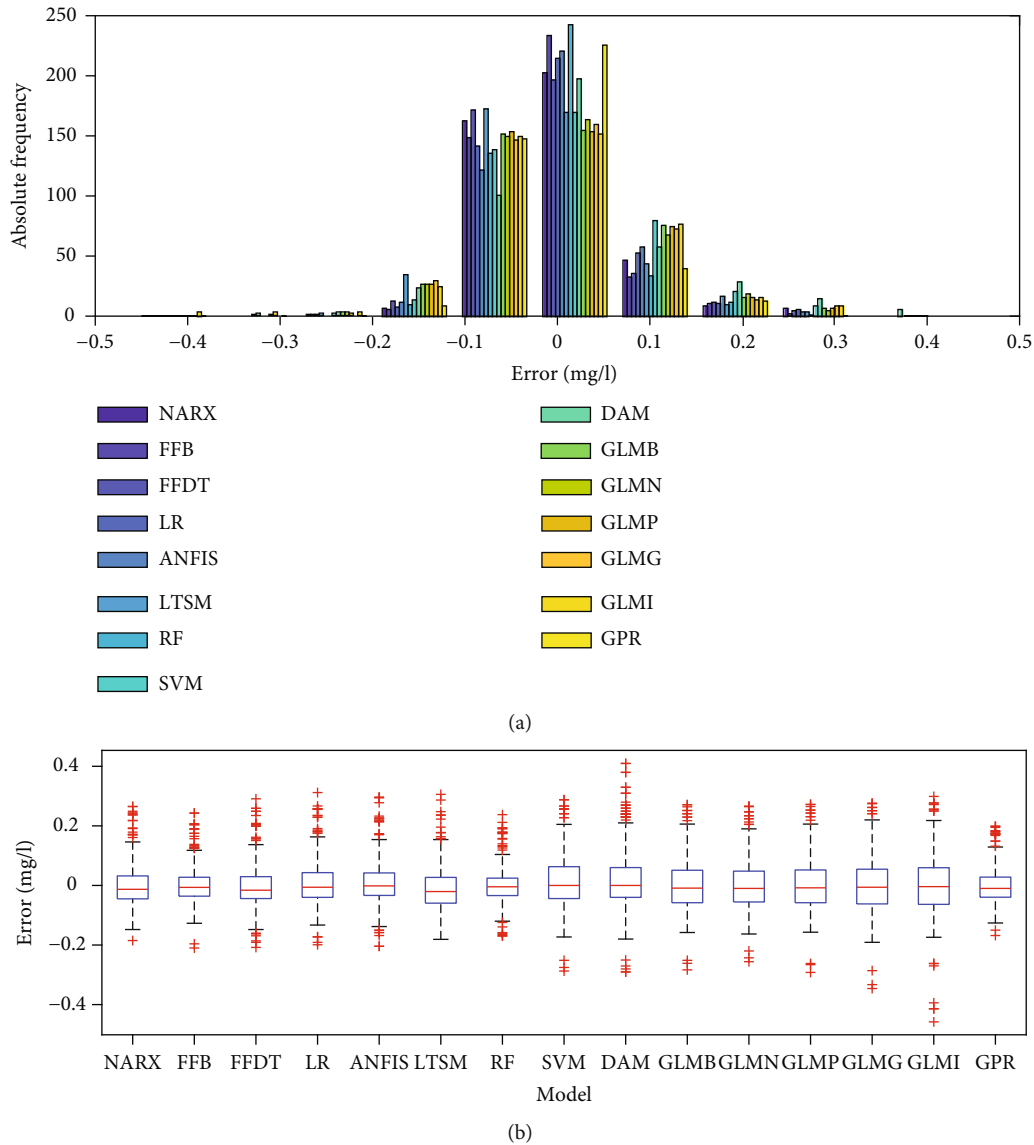 250
200
150
100
50
0
Absolute frequency
−0.5 −0.4 −0.3 −0.2 −0.1 0 0.1 0.2 0.3 0.4 0.5
Error (mg/l)
NARX
FFB
FFDT
LR
ANFIS
LTSM
RF
SVM
DAM
GLMB
GLMN
GLMP
GLMG
GLMI
GPR
(a)
0.4
0.2
0
−0.2
−0.4
Error (mg/l)
NARX FFB FFDT LR ANFIS LTSM RF SVM DAM GLMB GLMN GLMP GLMG GLMI GPR
Model
(b)